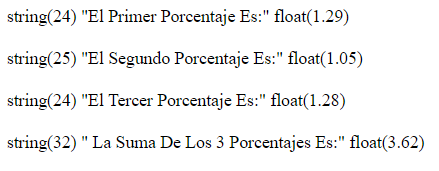 string(24) "El Primer Porcentaje Es:" float(1.29)
string(25) "El Segundo Porcentaje Es:" float(1.05)
string(24) "El Tercer Porcentaje Es:" float(1.28)
string(32) " La Suma De Los 3 Porcentajes Es:" float(3.62)